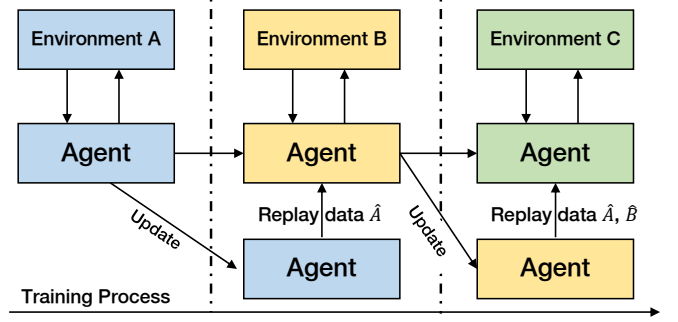 Environment A
Environment B
Environment C
Agent
Agent
Agent
Update
Replay data Â
Update
Replay data Â, B̂
Agent
Agent
Training Process